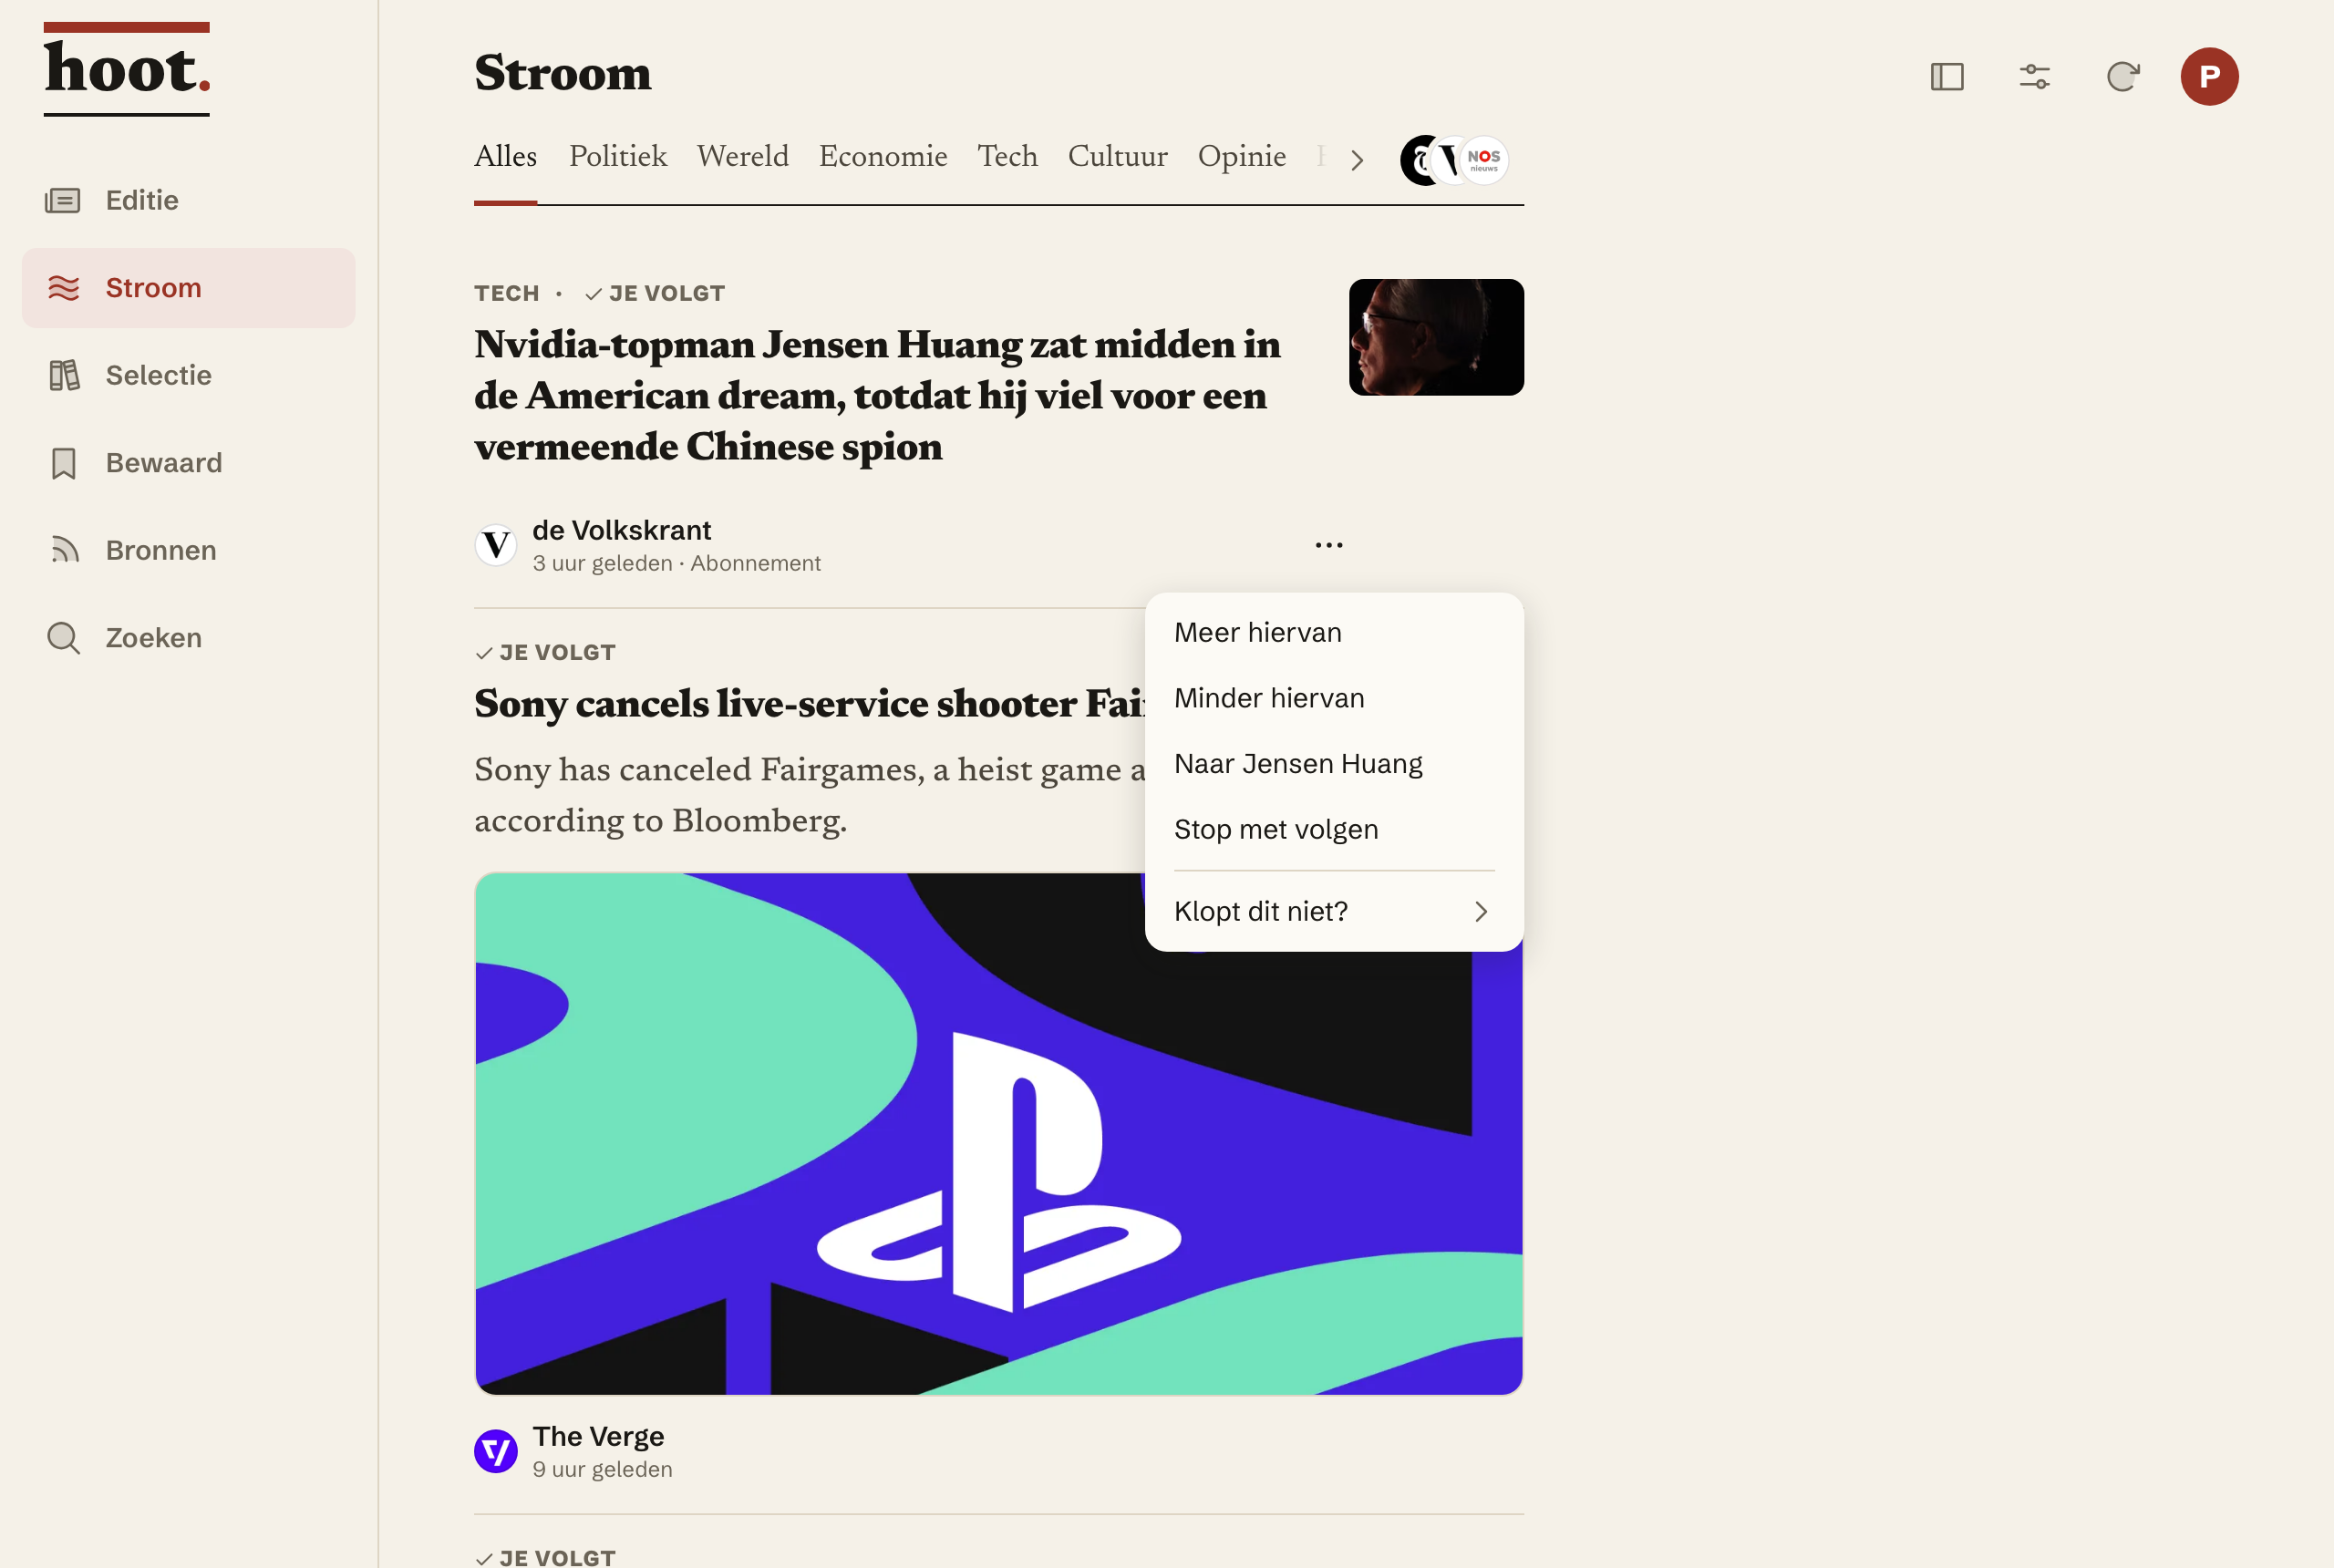 hoot.
Editie
Stroom
Selectie
Bewaard
Bronnen
Zoeken
Stroom
P
Alles Politiek Wereld Economie Tech Cultuur Opinie
V
NOS
nieuws
TECH · JE VOLGT
Nvidia-topman Jensen Huang zat midden in
de American dream, totdat hij viel voor een
vermeende Chinese spion
V
de Volkskrant
3 uur geleden · Abonnement
Meer hiervan
Minder hiervan
Naar Jensen Huang
Stop met volgen
Klopt dit niet?
JE VOLGT
Sony cancels live-service shooter
Sony has canceled Fairgames, a heist game
according to Bloomberg.
The Verge
9 uur geleden
JE VOLGT